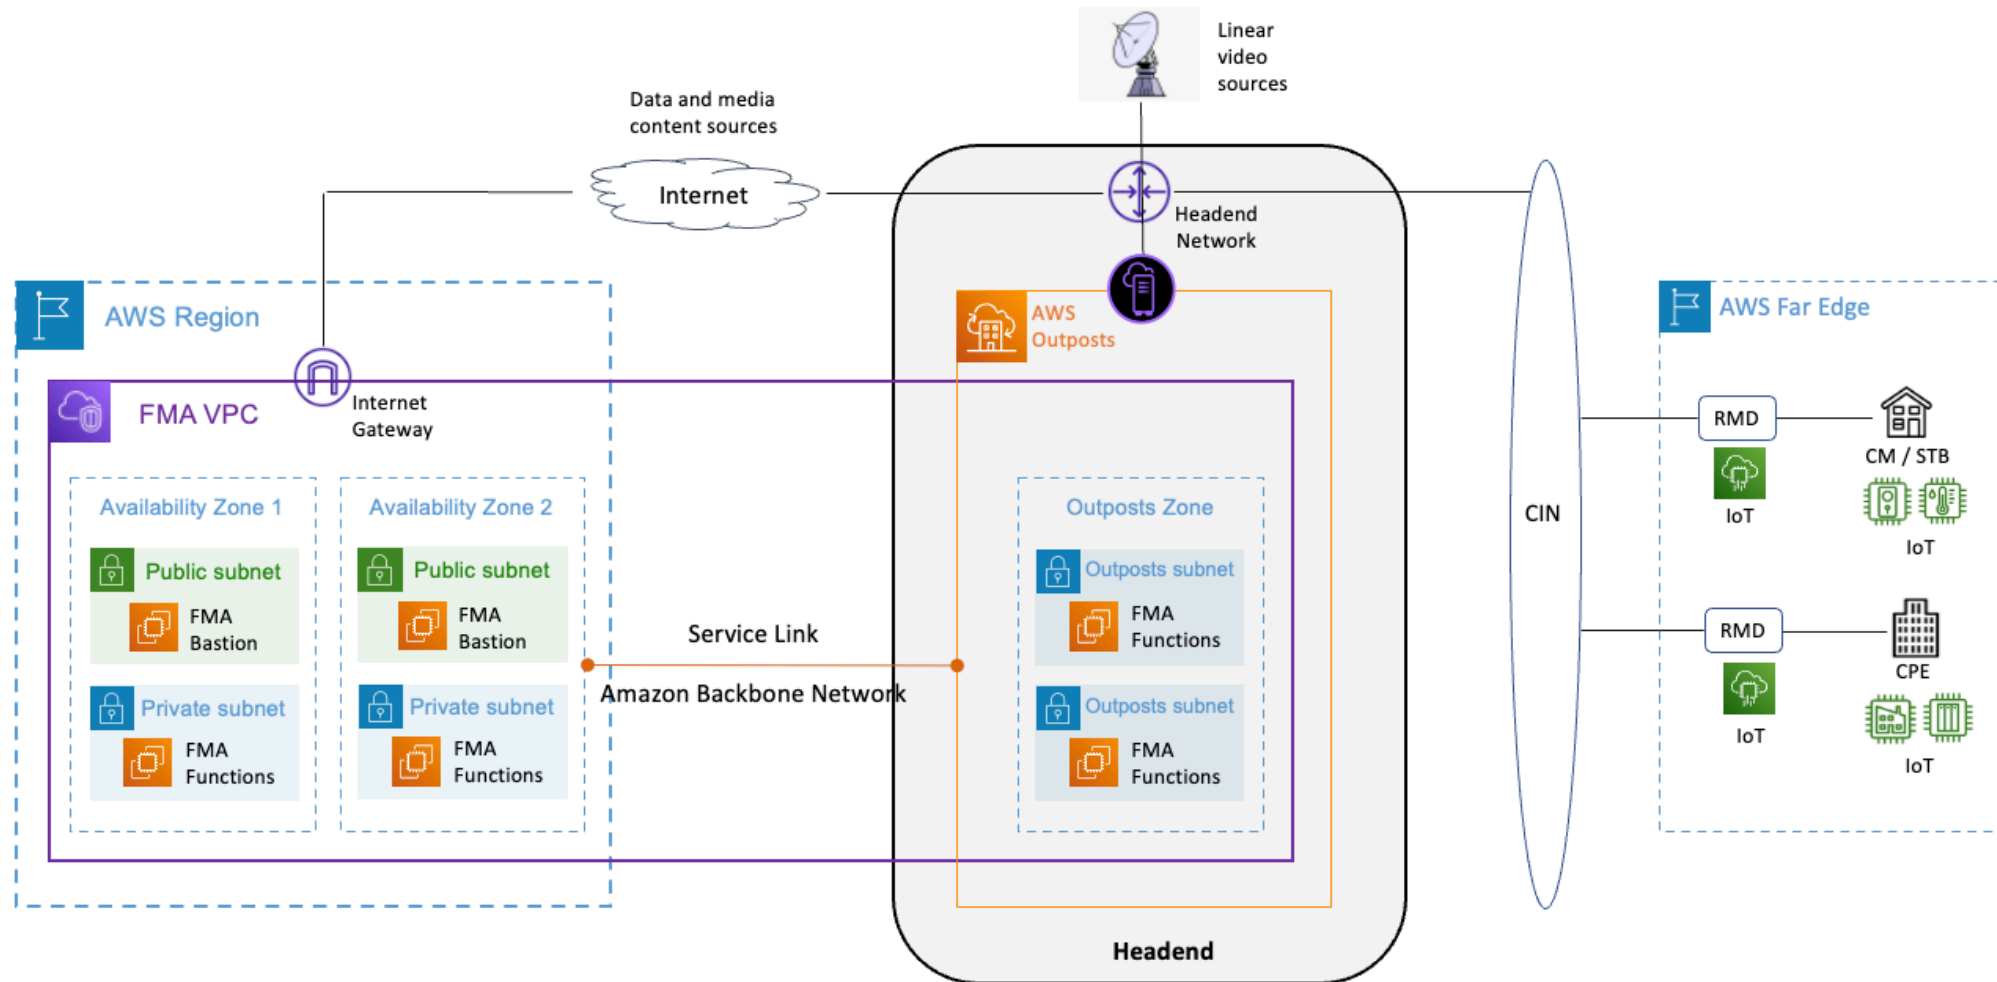 Linear
video
sources
Data and media
content sources
Internet
Headend
Network
AWS Region
Internet
Gateway
FMA VPC
Availability Zone 1
Public subnet
FMA
Bastion
Private subnet
FMA
Functions
Availability Zone 2
Public subnet
FMA
Bastion
Private subnet
FMA
Functions
Service Link
Amazon Backbone Network
AWS
Outposts
Outposts Zone
Outposts subnet
FMA
Functions
Outposts subnet
FMA
Functions
Headend
CIN
AWS Far Edge
RMD
IoT
CM / STB
IoT
RMD
IoT
CPE
IoT